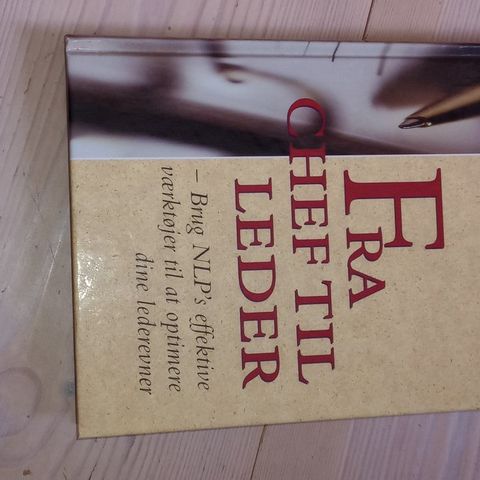 FRA
CHEF TIL
LEDER
– Brug NLP's effektive
værktøjer til at optimere
dine lederevner